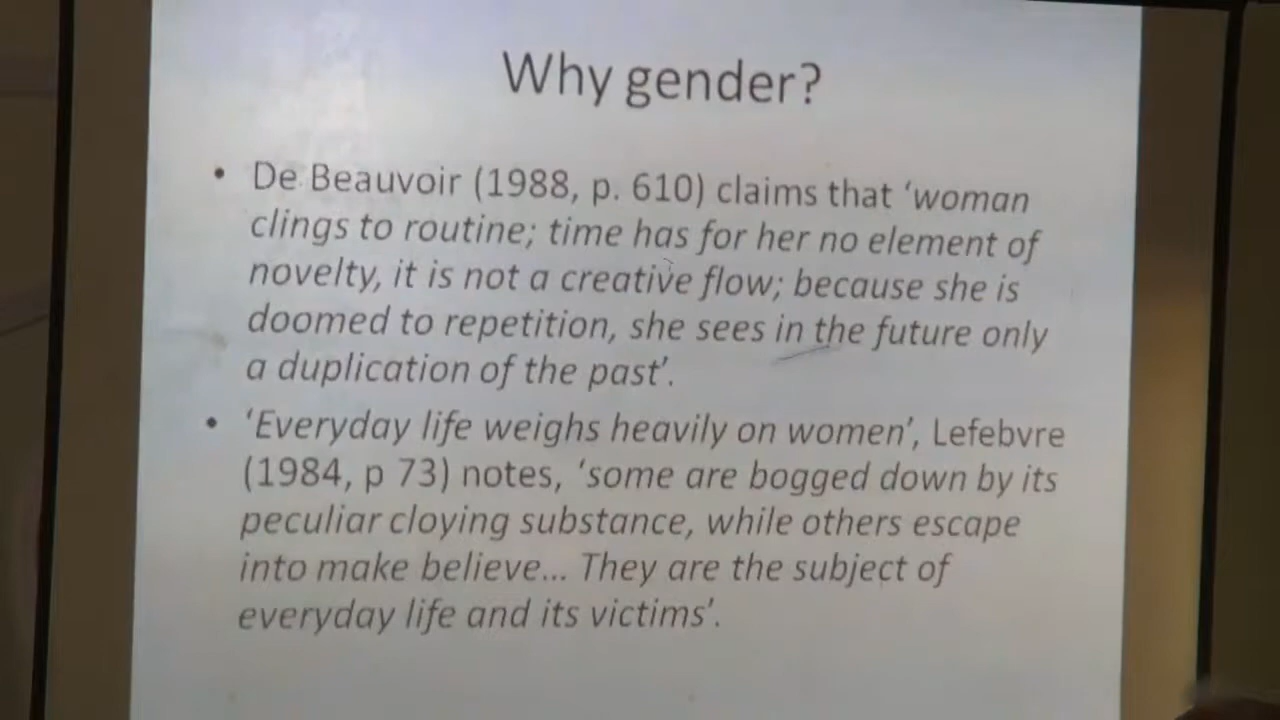 Why gender?
• De Beauvoir (1988, p. 610) claims that ‘woman
clings to routine; time has for her no element of
novelty, it is not a creative flow; because she is
doomed to repetition, she sees in the future only
a duplication of the past’.
• ‘Everyday life weighs heavily on women’, Lefebvre
(1984, p 73) notes, ‘some are bogged down by its
peculiar cloying substance, while others escape
into make believe... They are the subject of
everyday life and its victims’.